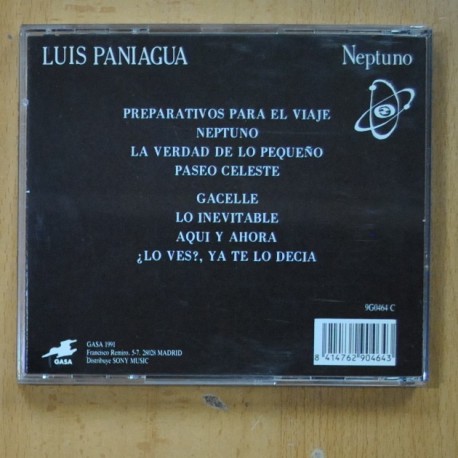 LUIS PANIAGUA
Neptuno
PREPARATIVOS PARA EL VIAJE
NEPTUNO
LA VERDAD DE LO PEQUEÑO
PASEO CELESTE
GACELLE
LO INEVITABLE
AQUI Y AHORA
¿LO VES?, YA TE LO DECIA
9G0464 C
GASA
GASA 1991
Francisco Remiro. 5-7. 28028 MADRID
Distribuye SONY MUSIC
8 414762 904643